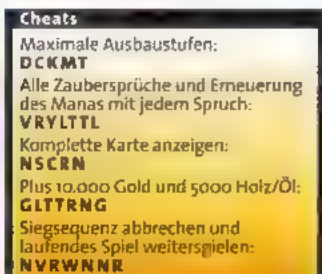 Cheats
Maximale Ausbaustufen:
DCKMT
Alle Zaubersprüche und Erneuerung
des Manas mit jedem Spruch:
VRYLTTL
Komplette Karte anzeigen:
NSCRN
Plus 10.000 Gold und 5000 Holz/Öl:
GLTTRNG
Siegsequenz abbrechen und
laufendes Spiel weiterspielen:
NVRWNNR